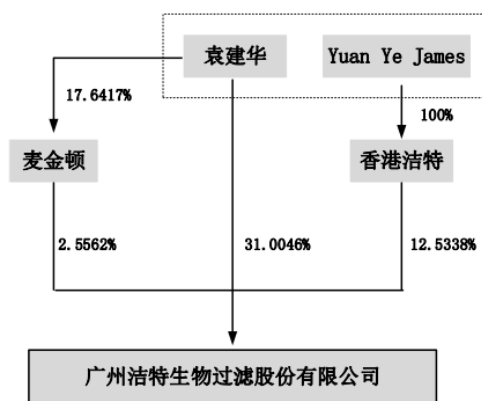 袁建华
Yuan Ye James
17.6417%
100%
麦金顿
香港洁特
2.5562%
31.0046%
12.5338%
广州洁特生物过滤股份有限公司